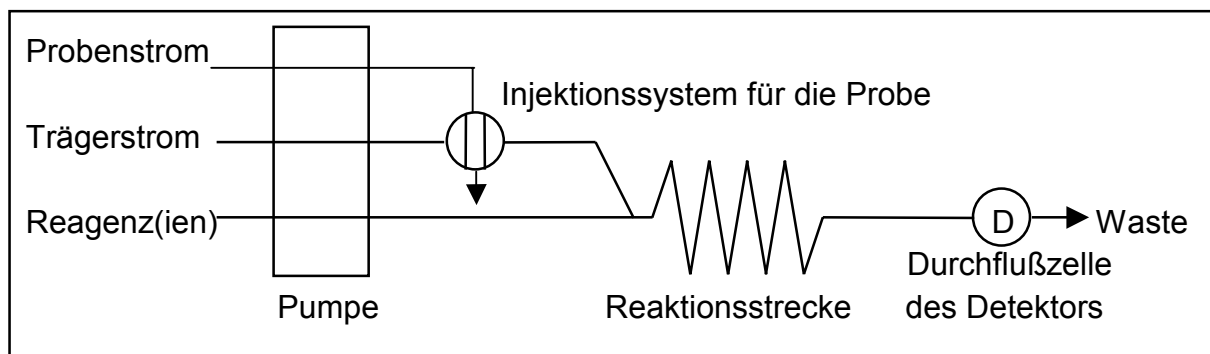 Probenstrom
Injektionssystem für die Probe
Trägerstrom
Reagenz(ien)
D
Waste
Durchflußzelle
des Detektors
Pumpe
Reaktionsstrecke